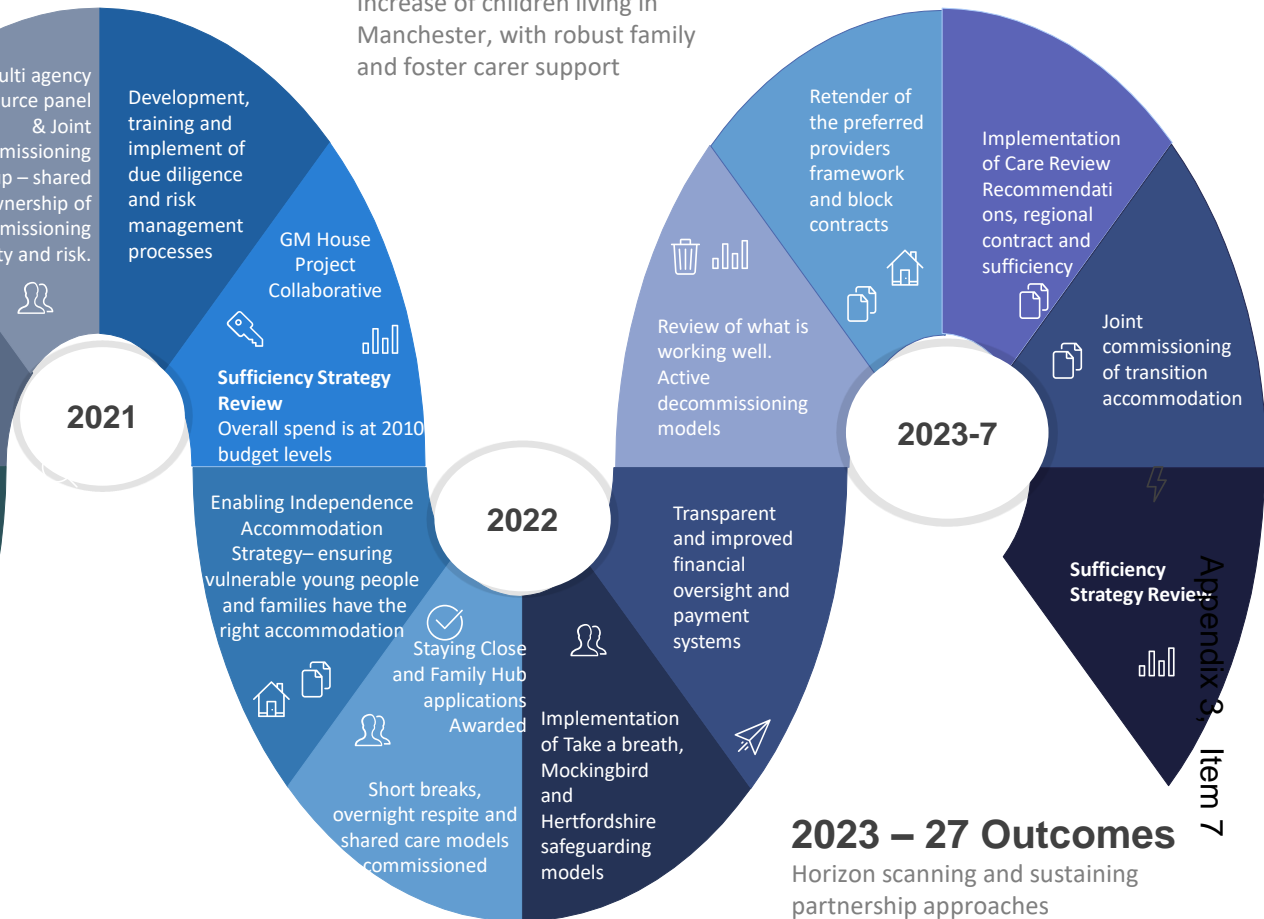 increase of children living in
Manchester, with robust family
and foster carer support
ulti agency
urce panel
& Joint
missioning
p – shared
nership of
missioning
ty and risk.
Development,
training and
implement of
due diligence
and risk
management
processes
GM House
Project
Collaborative
Sufficiency Strategy
Review
Overall spend is at 2010
budget levels
2021
Enabling Independence
Accommodation
Strategy– ensuring
vulnerable young people
and families have the
right accommodation
Staying Close
and Family Hub
applications
Awarded
Short breaks,
overnight respite and
shared care models
commissioned
2022
Implementation
of Take a breath,
Mockingbird
and
Hertfordshire
safeguarding
models
Transparent
and improved
financial
oversight and
payment
systems
Review of what is
working well.
Active
decommissioning
models
Retender of
the preferred
providers
framework
and block
contracts
2023-7
Implementation
of Care Review
Recommendati
ons, regional
contract and
sufficiency
Joint
commissioning
of transition
accommodation
Sufficiency
Strategy Review
2023 – 27 Outcomes
Horizon scanning and sustaining
partnership approaches
Appendix 3, Item 7